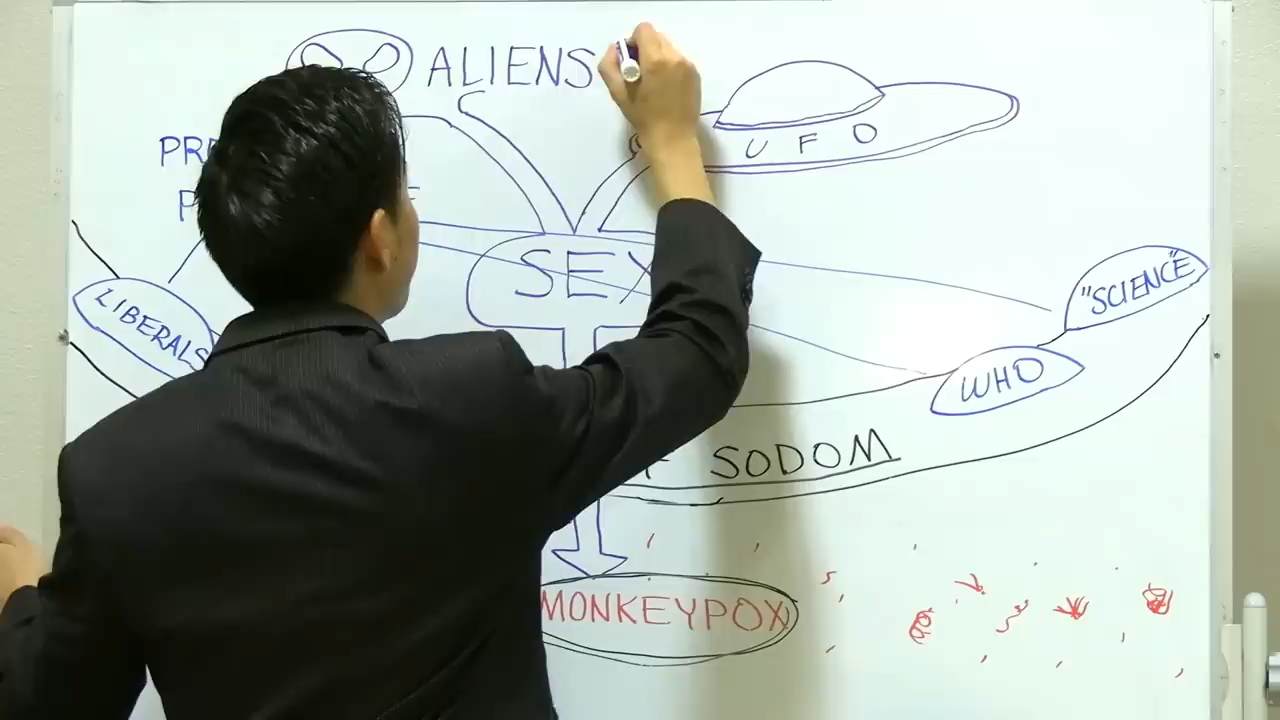 ALIENS
UFO
SEX
"SCIENCE"
LIBERALS
WHO
SODOM
MONKEYPOX